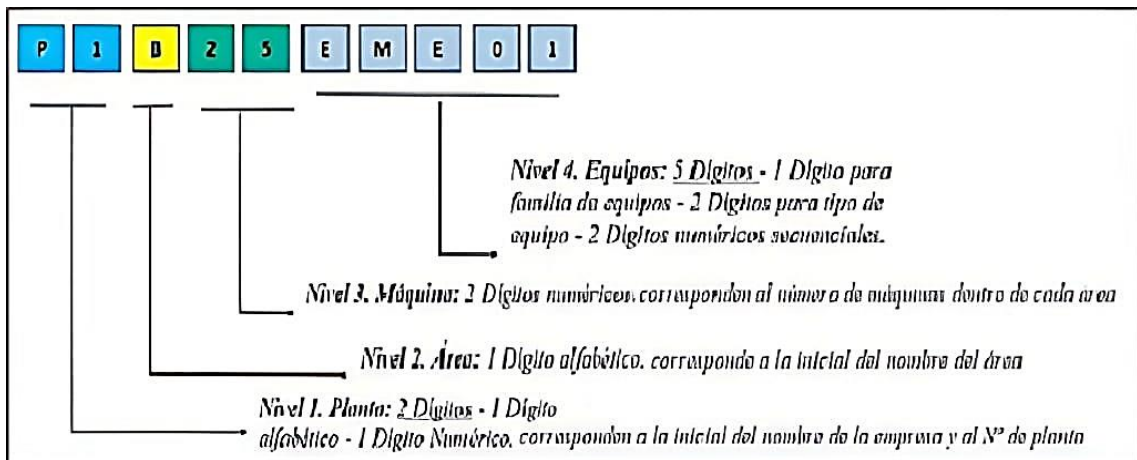 P 1 B 2 5 E M E 0 1
Nivel 4. Equipos: 5 Dígitos - 1 Dígito para
familia de equipos - 2 Dígitos para tipo de
equipo - 2 Dígitos numéricos secuenciales.
Nivel 3. Máquina: 2 Dígitos numéricos, corresponden al número de máquinas dentro de cada área
Nivel 2. Área: 1 Dígito alfabético, corresponde a la inicial del nombre del área
Nivel 1. Planta: 2 Dígitos - 1 Dígito
alfabético - 1 Dígito Numérico, corresponden a la inicial del nombre de la empresa y al Nº de planta